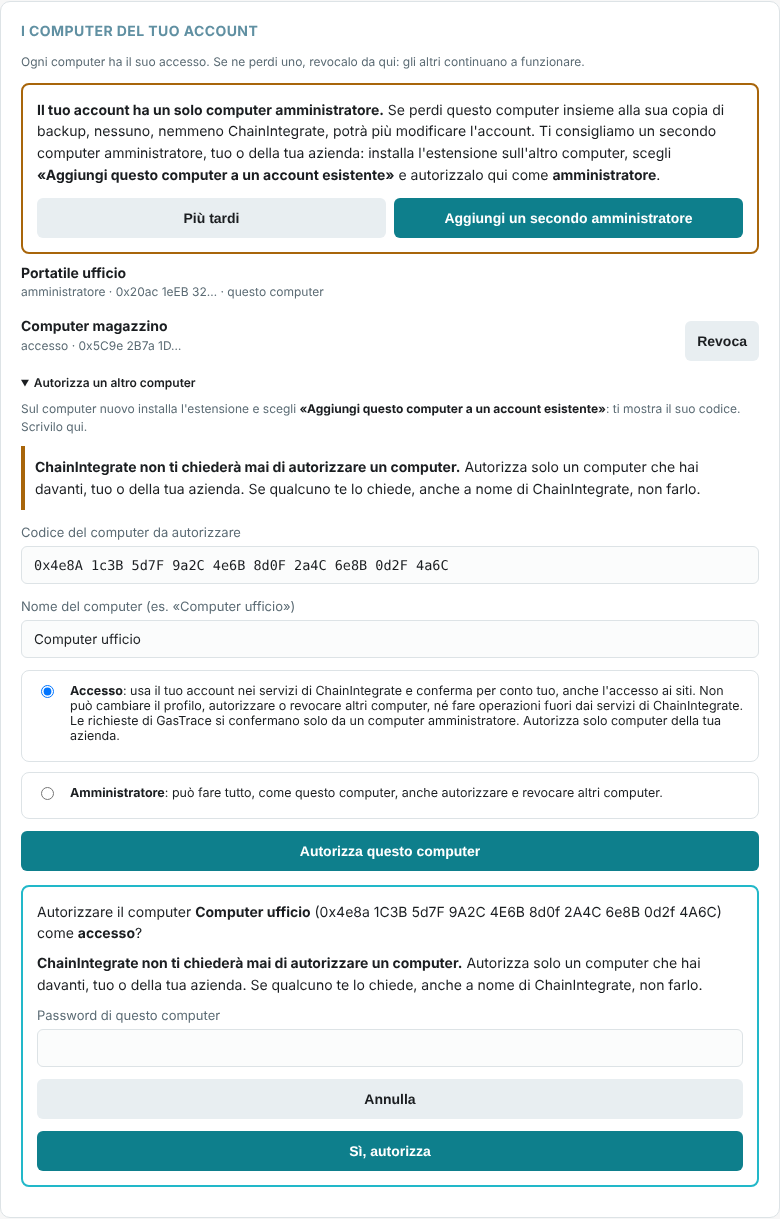 I COMPUTER DEL TUO ACCOUNT
Ogni computer ha il suo accesso. Se ne perdi uno, revocalo da qui: gli altri continuano a funzionare.
Il tuo account ha un solo computer amministratore. Se perdi questo computer insieme alla sua copia di
backup, nessuno, nemmeno ChainIntegrate, potrà più modificare l'account. Ti consigliamo un secondo
computer amministratore, tuo o della tua azienda: installa l'estensione sull'altro computer, scegli
«Aggiungi questo computer a un account esistente» e autorizzalo qui come amministratore.
Più tardi
Aggiungi un secondo amministratore
Portatile ufficio
amministratore · 0x20ac 1eEB 32… · questo computer
Computer magazzino
accesso · 0x5C9e 2B7a 1D…
Revoca
▼ Autorizza un altro computer
Sul computer nuovo installa l'estensione e scegli «Aggiungi questo computer a un account esistente»: ti mostra il suo codice.
Scrivilo qui.
ChainIntegrate non ti chiederà mai di autorizzare un computer. Autorizza solo un computer che hai
davanti, tuo o della tua azienda. Se qualcuno te lo chiede, anche a nome di ChainIntegrate, non farlo.
Codice del computer da autorizzare
0x4e8A 1c3B 5d7F 9a2C 4e6B 8d0F 2a4C 6e8B 0d2F 4a6C
Nome del computer (es. «Computer ufficio»)
Computer ufficio
Accesso: usa il tuo account nei servizi di ChainIntegrate e conferma per conto tuo, anche l'accesso ai siti. Non
può cambiare il profilo, autorizzare o revocare altri computer, né fare operazioni fuori dai servizi di ChainIntegrate.
Le richieste di GasTrace si confermano solo da un computer amministratore. Autorizza solo computer della tua
azienda.
Amministratore: può fare tutto, come questo computer, anche autorizzare e revocare altri computer.
Autorizza questo computer
Autorizzare il computer Computer ufficio (0x4e8a 1C3B 5d7F 9A2C 4E6B 8d0f 2A4C 6e8B 0d2f 4A6C)
come accesso?
ChainIntegrate non ti chiederà mai di autorizzare un computer. Autorizza solo un computer che hai
davanti, tuo o della tua azienda. Se qualcuno te lo chiede, anche a nome di ChainIntegrate, non farlo.
Password di questo computer
Annulla
Sì, autorizza